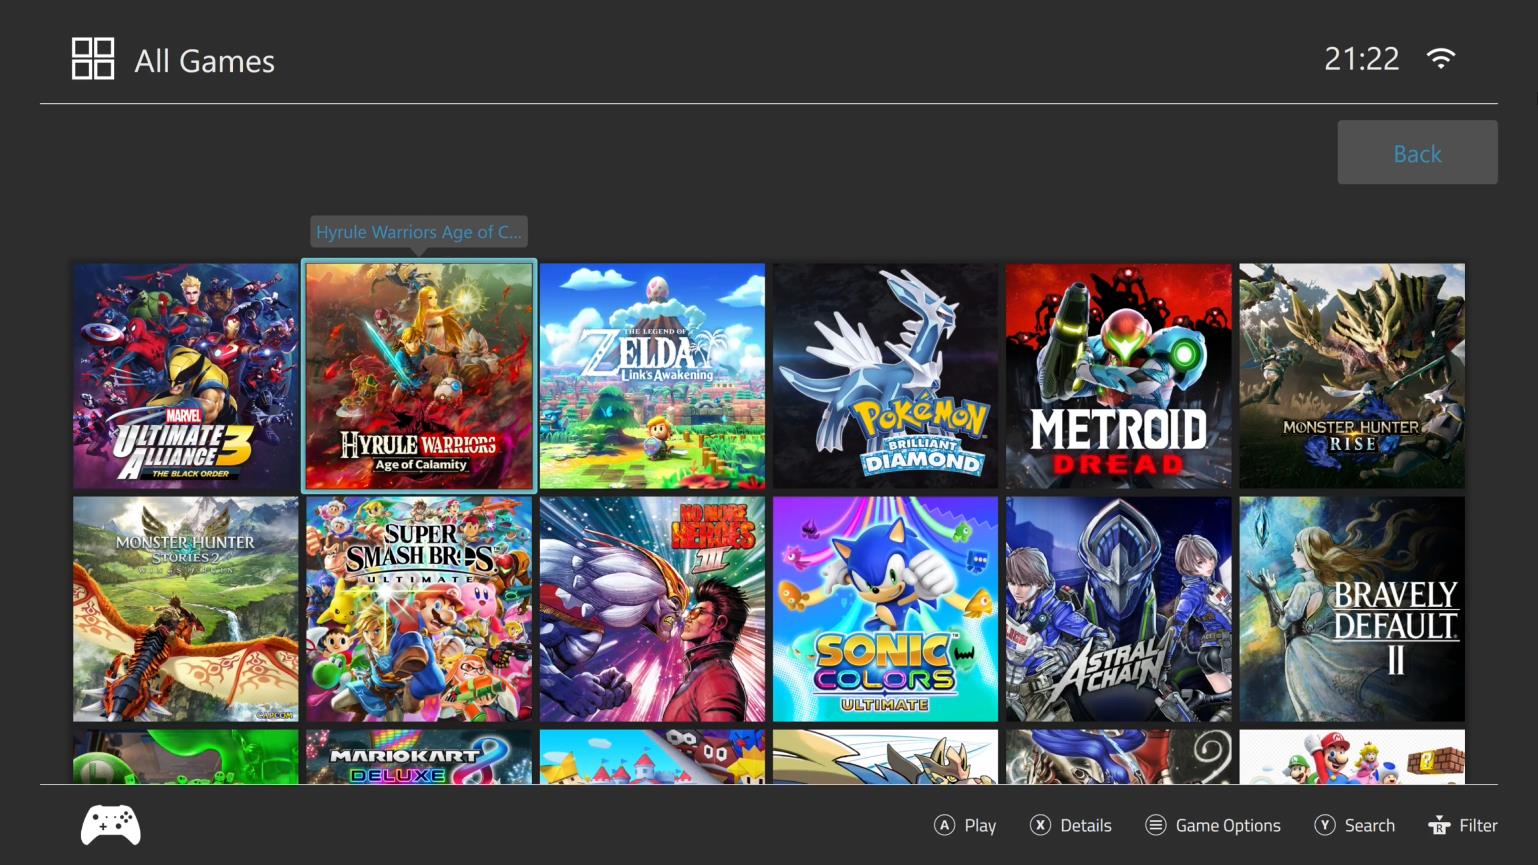 All Games
21:22
Back
Hyrule Warriors Age of C...
MARVEL
ULTIMATE
ALLIANCE 3
THE BLACK ORDER
HYRULE WARRIORS
Age of Calamity
THE LEGEND OF
ZELDA
Link's Awakening
POKéMON
BRILLIANT
DIAMOND
METROID
DREAD
MONSTER HUNTER
RISE
MONSTER HUNTER
STORIES 2
WINGS OF RUIN
CAPCOM
SUPER
SMASH BROS.™
ULTIMATE
NO MORE
HEROES
III
SONIC™
COLORS
ULTIMATE
ASTRAL
CHAIN
BRAVELY
DEFAULT
II
L
MARIOKART 8
DELUXE
?
A Play
X Details
Game Options
Y Search
R Filter